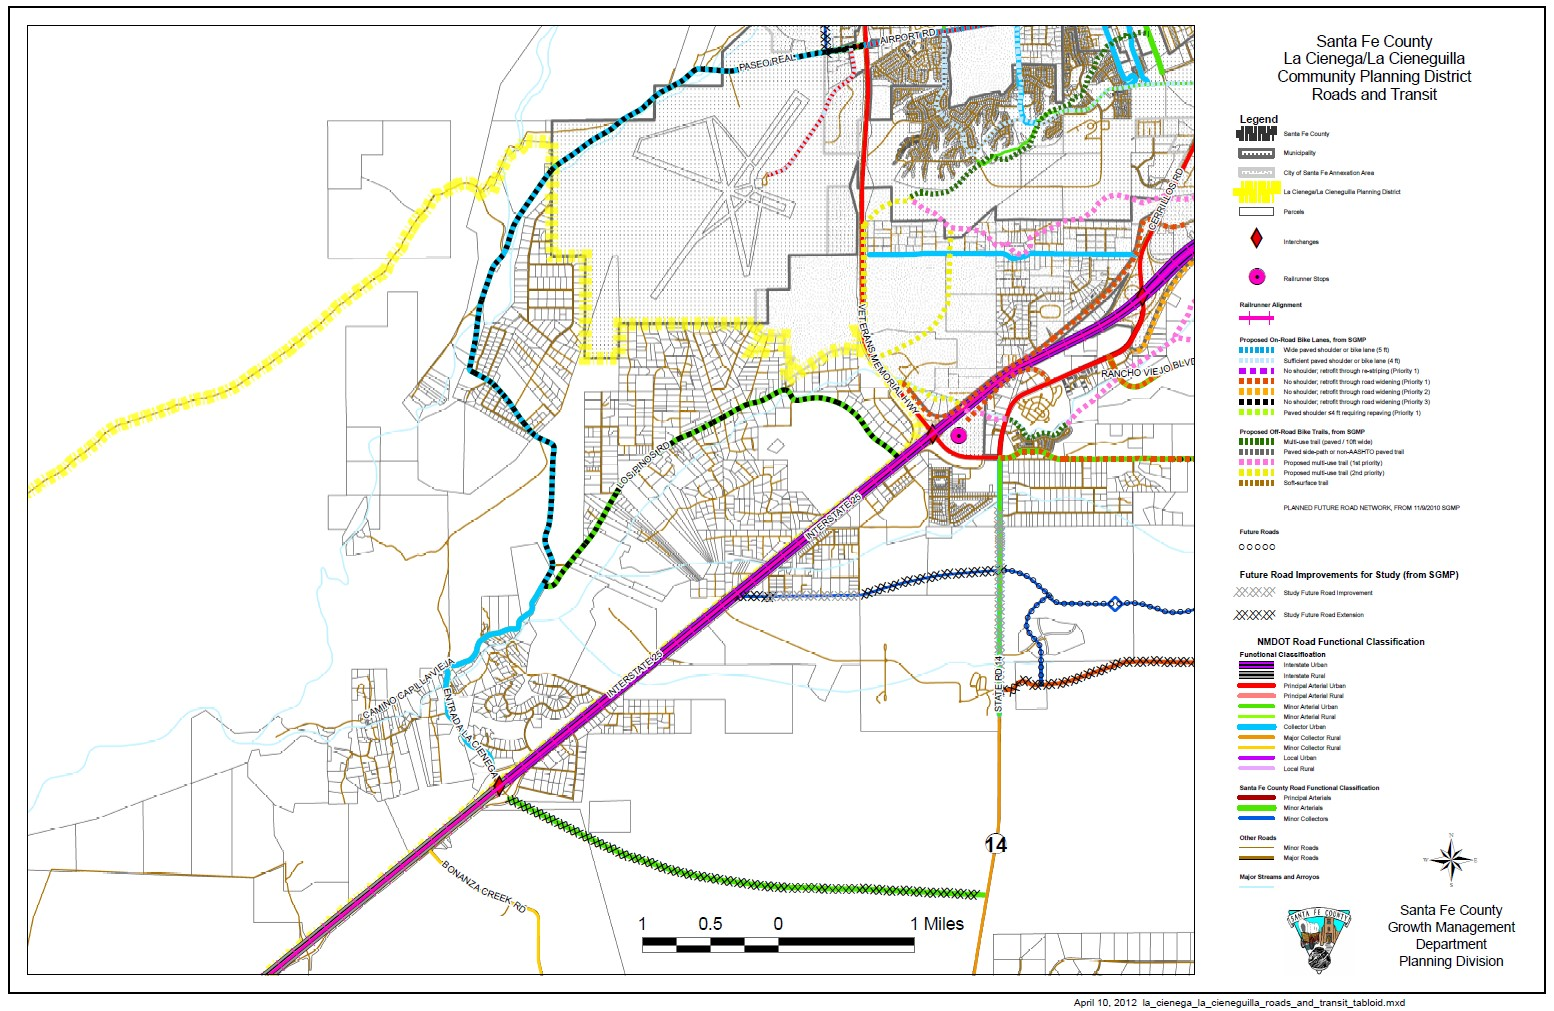 Santa Fe County
La Cienega/La Cieneguilla
Community Planning District
Roads and Transit
Legend
Santa Fe County
Municipality
City of Santa Fe Annexation Area
La Cienega/La Cieneguilla Planning District
Parcels
Interchanges
Railrunner Stops
Railrunner Alignment
Proposed On-Road Bike Lanes, from SGMP
Wide paved shoulder or bike lane (5 ft)
Sufficient paved shoulder or bike lane (4 ft)
No shoulder; retrofit through re-striping (Priority 1)
No shoulder; retrofit through road widening (Priority 1)
No shoulder; retrofit through road widening (Priority 2)
No shoulder; retrofit through road widening (Priority 3)
Paved shoulder ≤4 ft requiring repaving (Priority 1)
Proposed Off-Road Bike Trails, from SGMP
Multi-use trail (paved / 10ft wide)
Paved side-path or non-AASHTO paved trail
Proposed multi-use trail (1st priority)
Proposed multi-use trail (2nd priority)
Soft-surface trail
PLANNED FUTURE ROAD NETWORK, FROM 11/9/2010 SGMP
Future Roads
Future Road Improvements for Study (from SGMP)
Study Future Road Improvement
Study Future Road Extension
NMDOT Road Functional Classification
Functional Classification
Interstate Urban
Interstate Rural
Principal Arterial Urban
Principal Arterial Rural
Minor Arterial Urban
Minor Arterial Rural
Collector Urban
Major Collector Rural
Minor Collector Rural
Local Urban
Local Rural
Santa Fe County Road Functional Classification
Principal Arterials
Minor Arterials
Minor Collectors
Other Roads
Minor Roads
Major Roads
Major Streams and Arroyos
N
W
E
S
SANTA FE COUNTY
Santa Fe County
Growth Management
Department
Planning Division
PASEO REAL
AIRPORT RD
CERRILLOS RD
VETERANS MEMORIAL HWY
RANCHO VIEJO BLVD
LOS PINOS RD
INTERSTATE 25
INTERSTATE 25
STATE RD 14
CAMINO CAPILLA VIEJA
ENTRADA LA CIENEGA
BONANZA CREEK RD
14
1 0.5 0 1 Miles
April 10, 2012 la_cienega_la_cieneguilla_roads_and_transit_tabloid.mxd